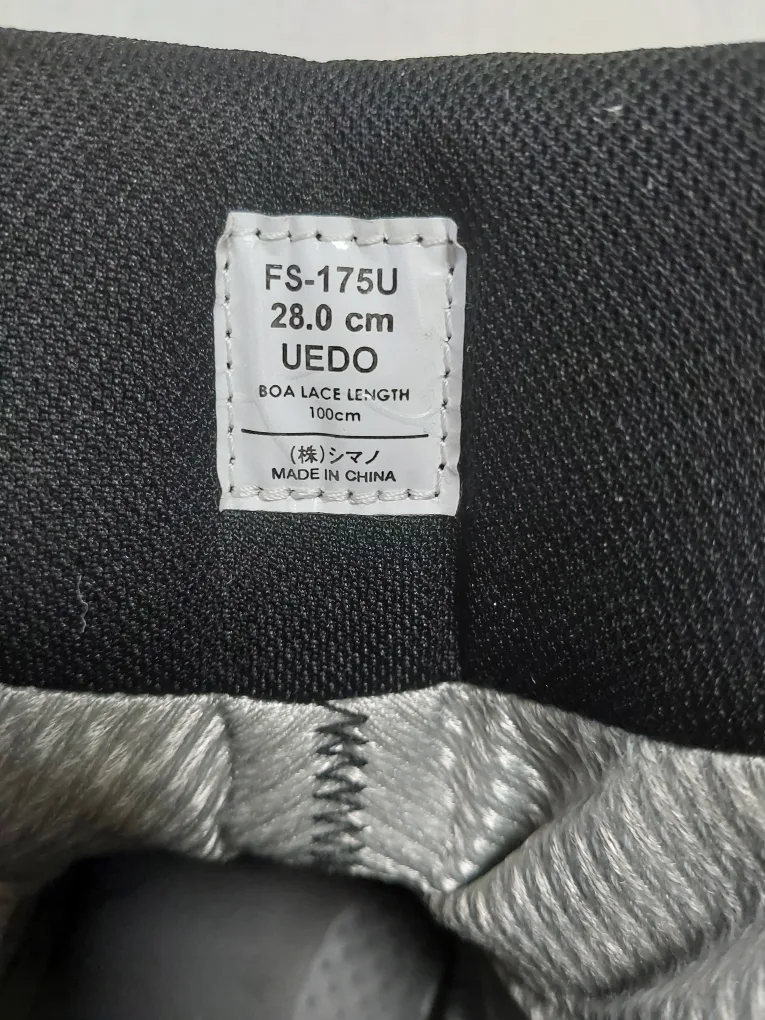 FS-175U
28.0 cm
UEDO
BOA LACE LENGTH
100cm
(株)シマノ
MADE IN CHINA